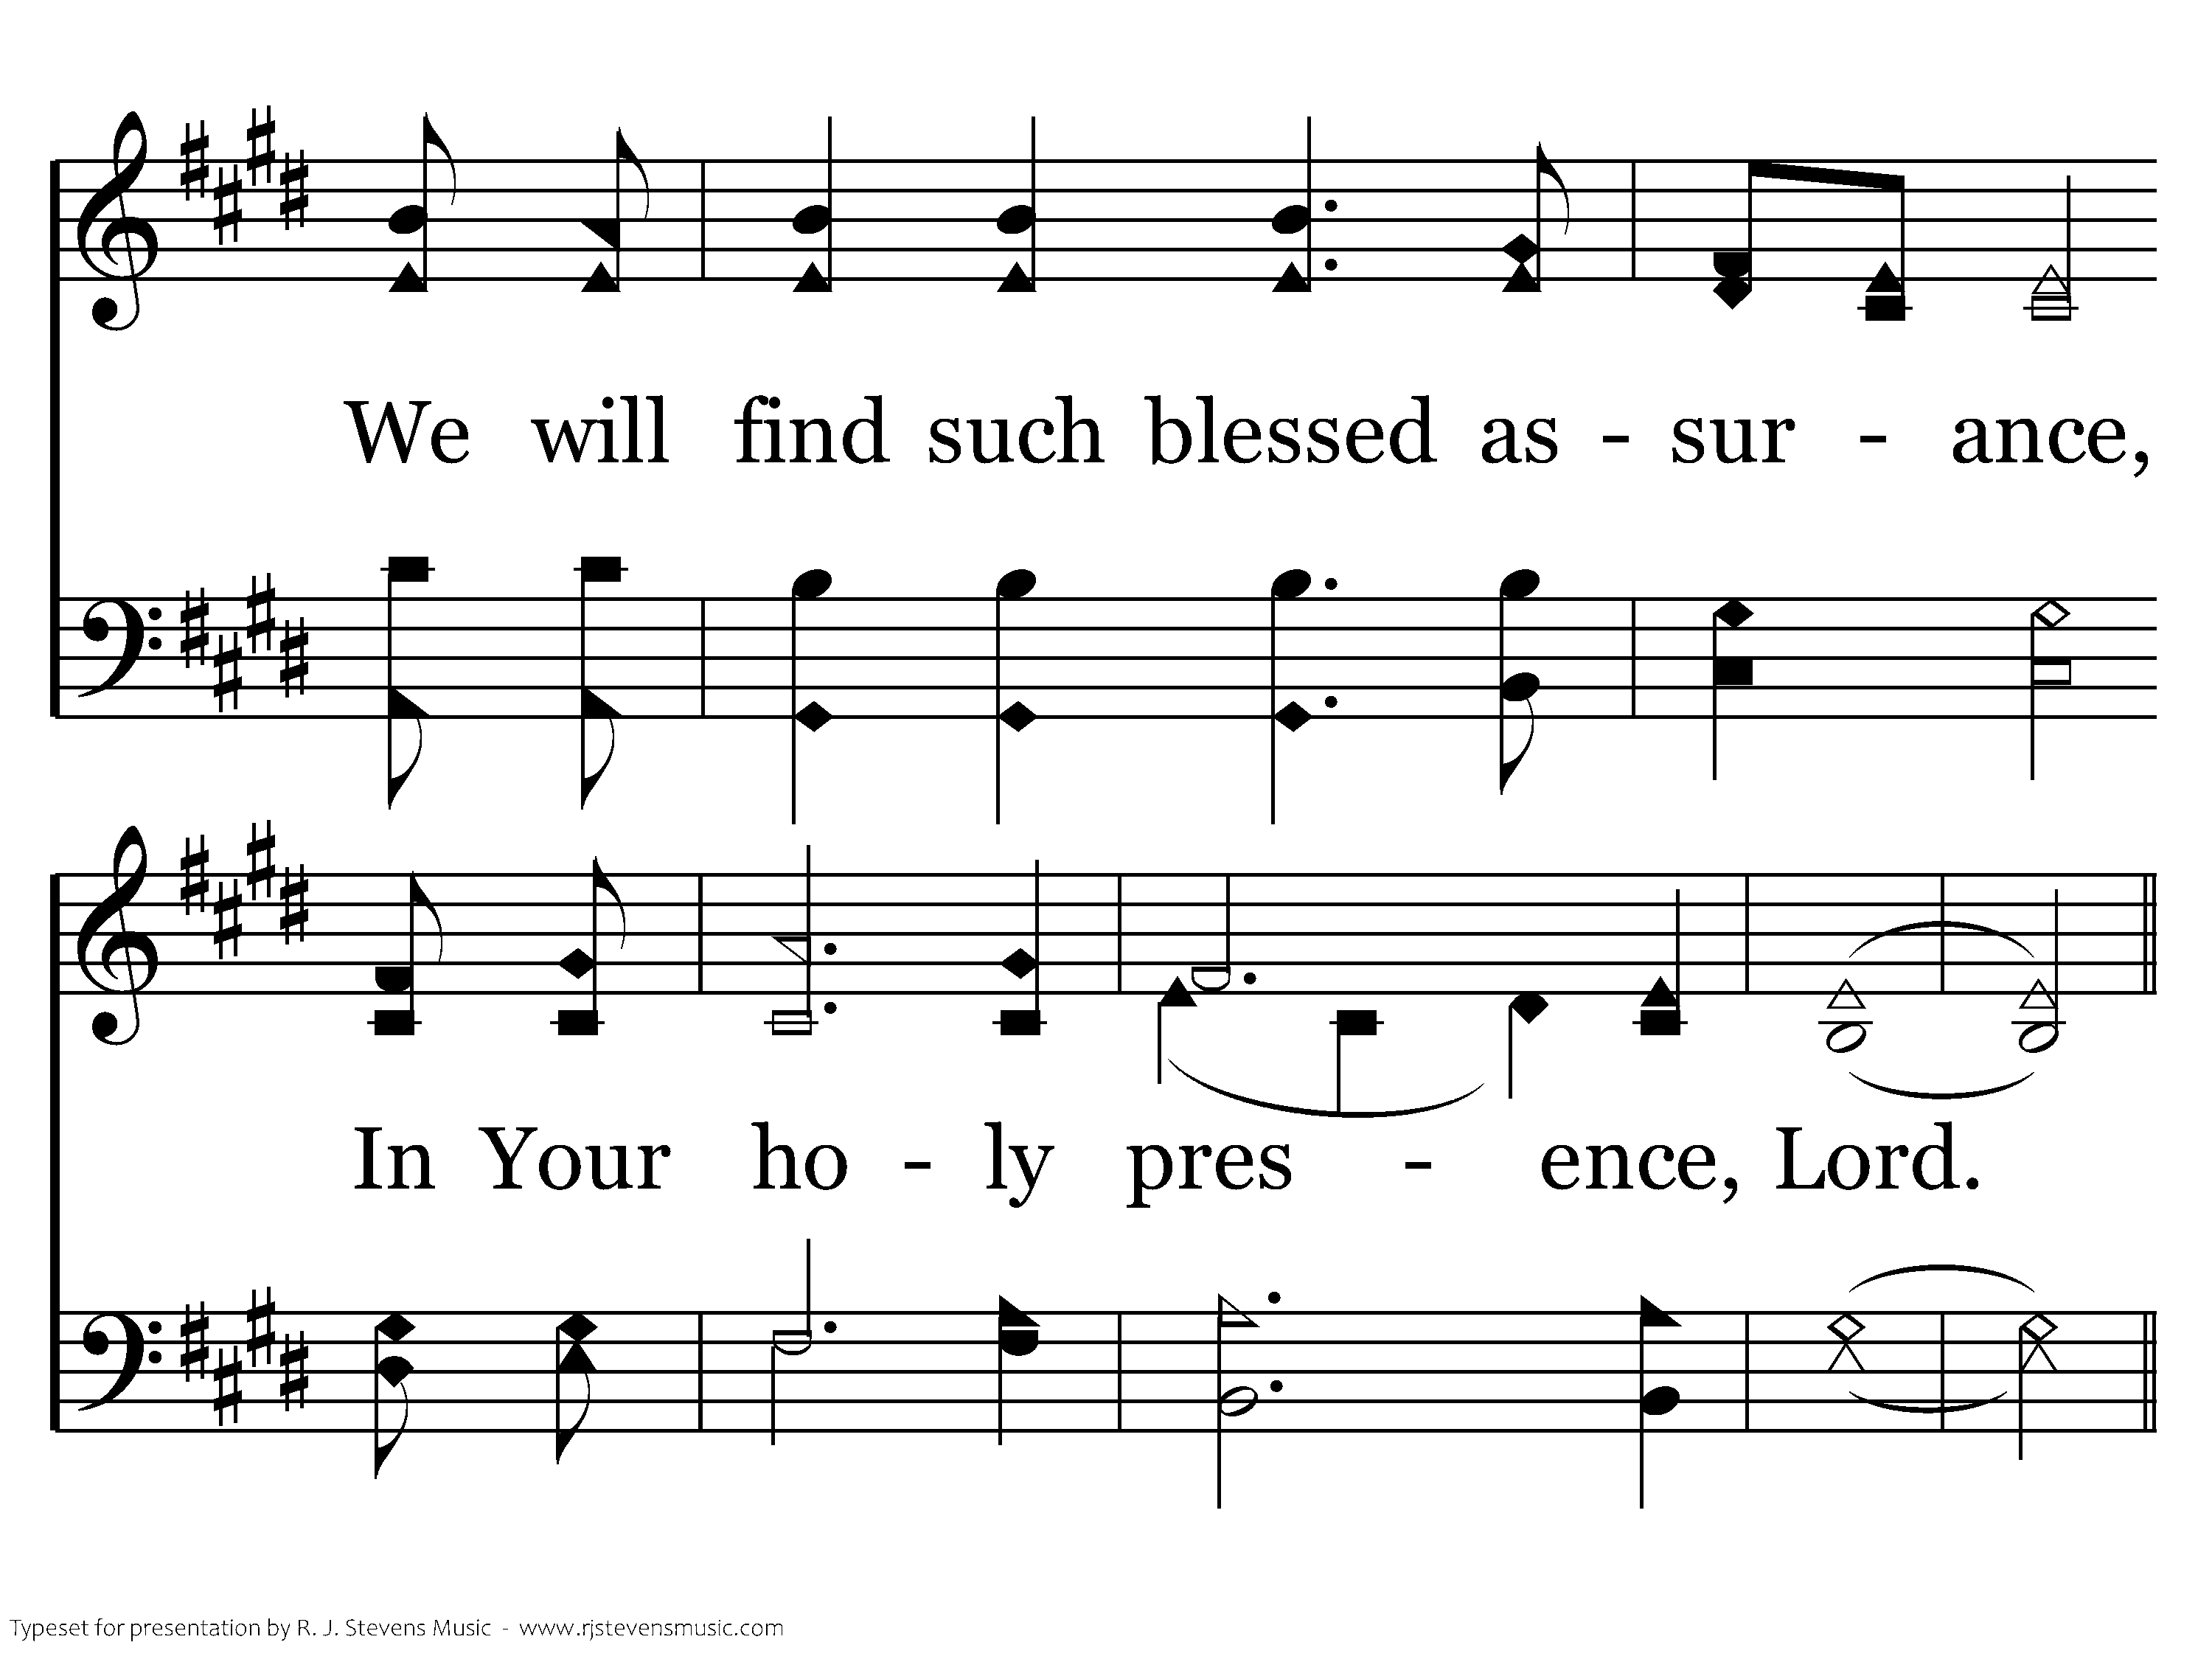 We will find such blessed as - sur - ance,
In Your ho - ly pres - ence, Lord.
Typeset for presentation by R. J. Stevens Music - www.rjstevensmusic.com